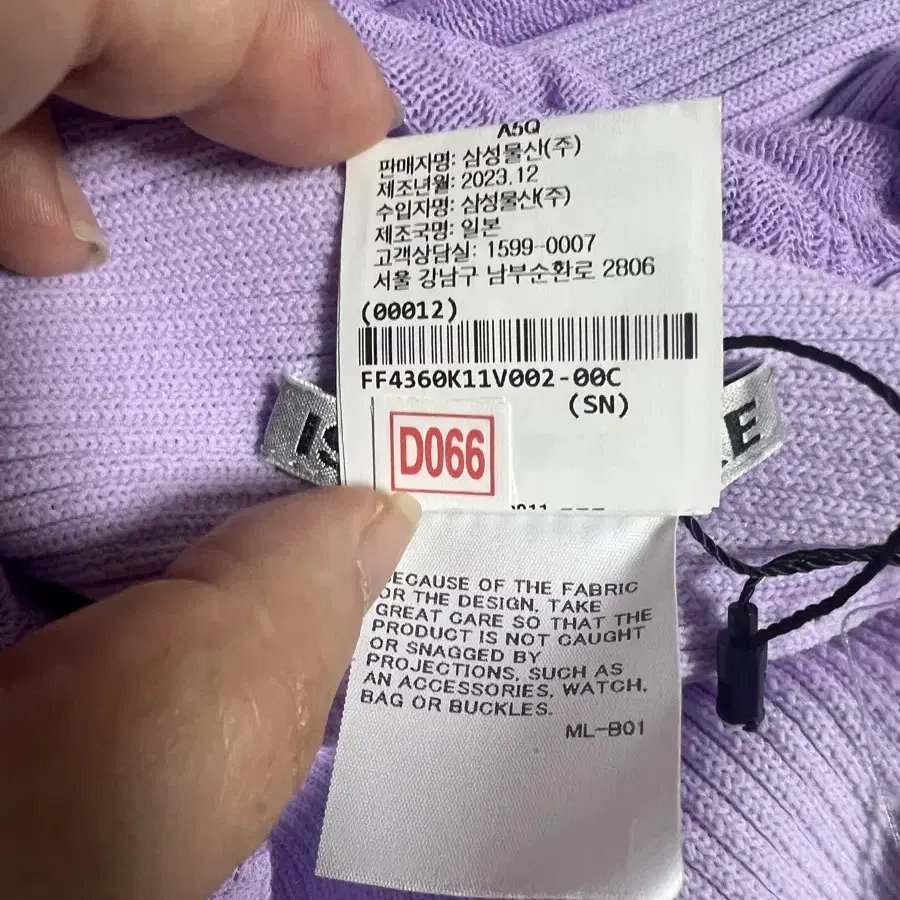 A5Q
판매자명: 삼성물산(주)
제조년월: 2023.12
수입자명: 삼성물산(주)
제조국명: 일본
고객상담실: 1599-0007
서울 강남구 남부순환로 2806
(00012)
FF4360K11V002-00C
(SN)
IS
KE
D066
BECAUSE OF THE FABRIC
OR THE DESIGN, TAKE
GREAT CARE SO THAT THE
PRODUCT IS NOT CAUGHT
OR SNAGGED BY
PROJECTIONS, SUCH AS
AN ACCESSORIES, WATCH,
BAG OR BUCKLES.
ML-B01